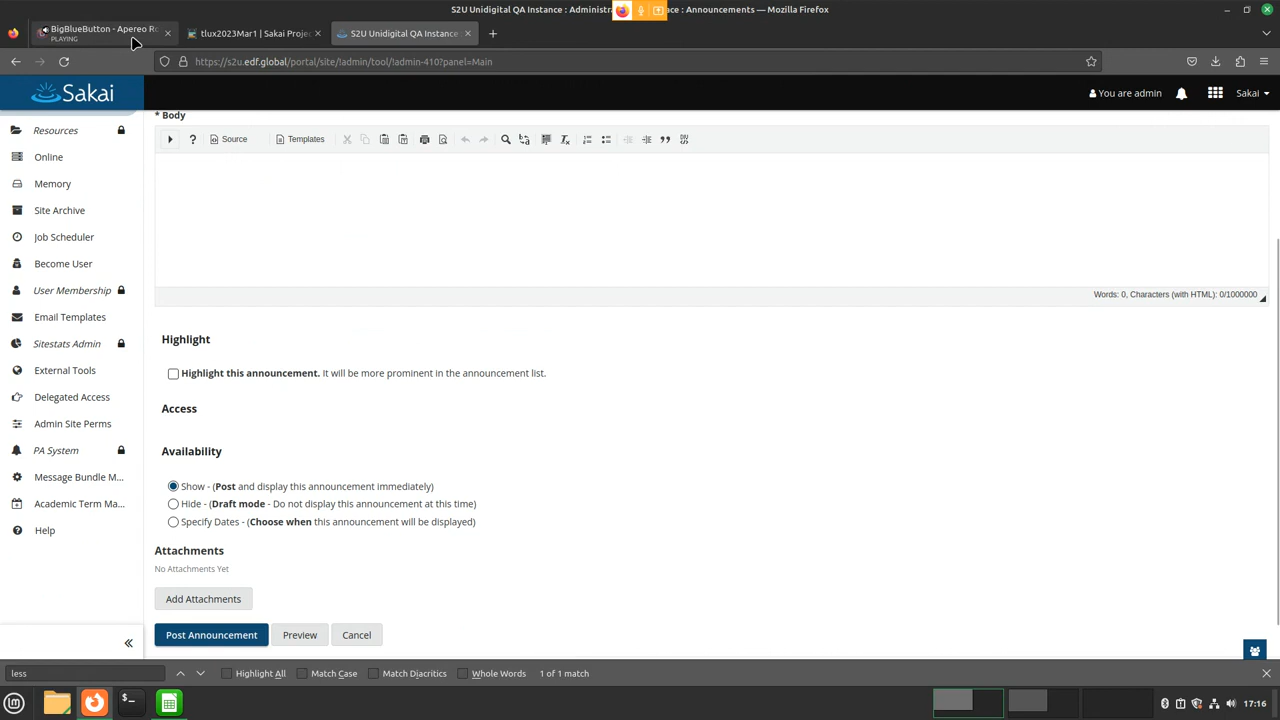 S2U Unidigital QA Instance : Administra nce : Announcements — Mozilla Firefox
BigBlueButton - Apereo Ro
PLAYING
tlux2023Mar1 | Sakai Projec
S2U Unidigital QA Instance
https://s2u.edf.global/portal/site/!admin/tool/!admin-410?panel=Main
Sakai
You are admin
Sakai
* Body
Resources
Online
Memory
Site Archive
Job Scheduler
Become User
User Membership
Email Templates
Sitestats Admin
External Tools
Delegated Access
Admin Site Perms
PA System
Message Bundle M...
Academic Term Ma...
Help
Source
Templates
Words: 0, Characters (with HTML): 0/1000000
Highlight
Highlight this announcement. It will be more prominent in the announcement list.
Access
Availability
Show - (Post and display this announcement immediately)
Hide - (Draft mode - Do not display this announcement at this time)
Specify Dates - (Choose when this announcement will be displayed)
Attachments
No Attachments Yet
Add Attachments
Post Announcement
Preview
Cancel
less
Highlight All
Match Case
Match Diacritics
Whole Words
1 of 1 match
17:16